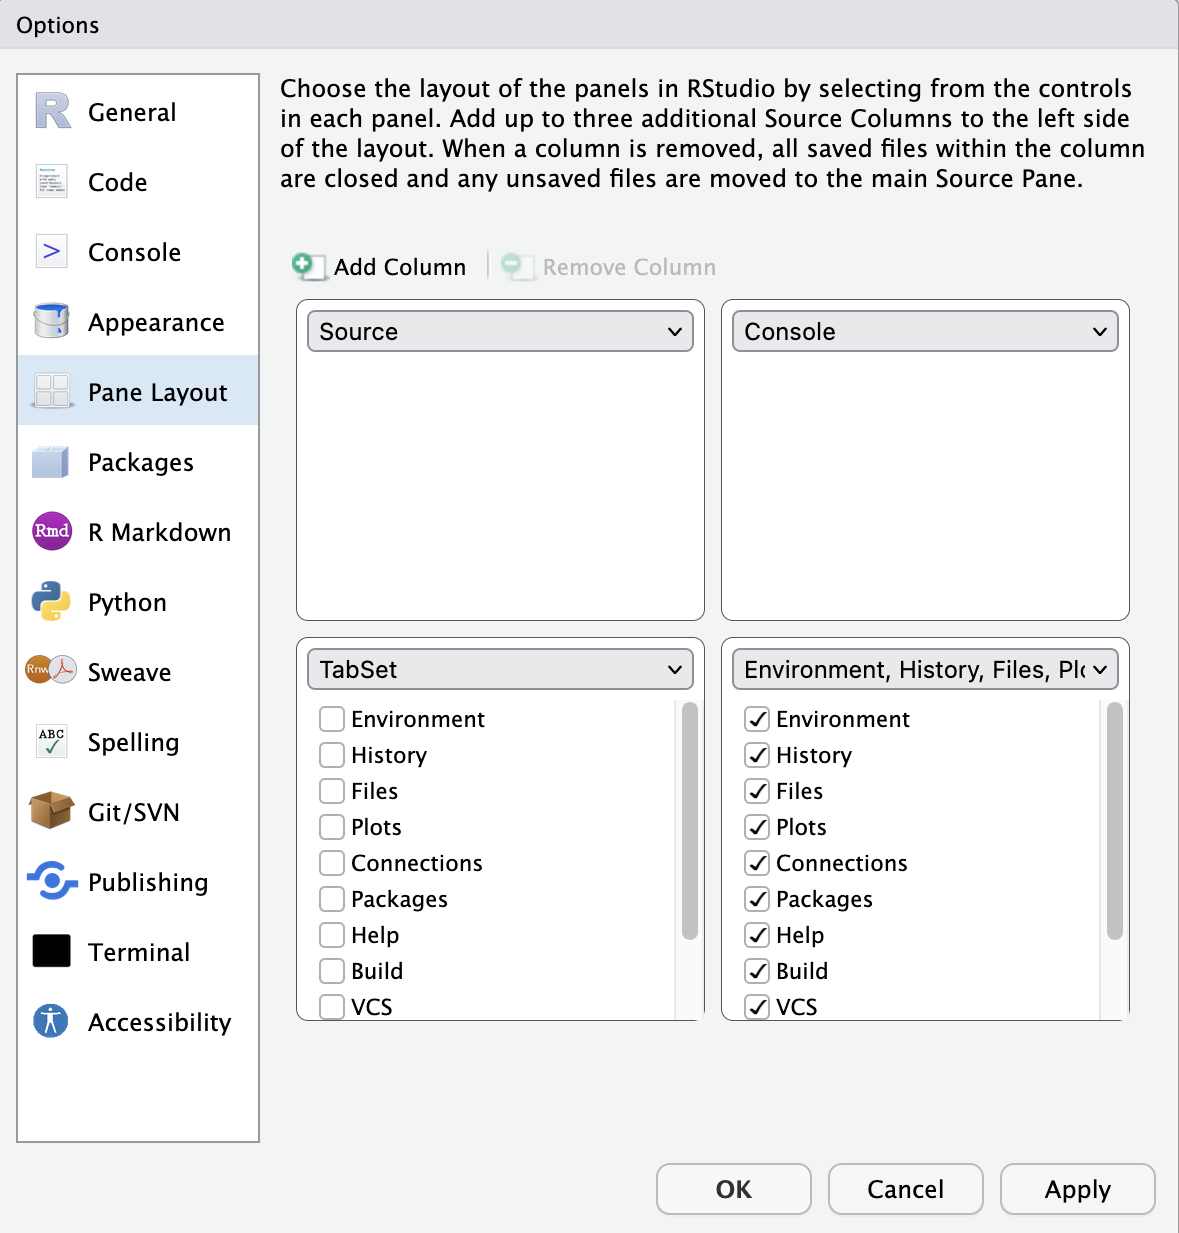 Options
General
Code
Console
Appearance
Pane Layout
Packages
Rmd
R Markdown
Python
Rnw
Sweave
ABC
Spelling
Git/SVN
Publishing
Terminal
Accessibility
Choose the layout of the panels in RStudio by selecting from the controls
in each panel. Add up to three additional Source Columns to the left side
of the layout. When a column is removed, all saved files within the column
are closed and any unsaved files are moved to the main Source Pane.
Add Column
Remove Column
Source
Console
TabSet
Environment
History
Files
Plots
Connections
Packages
Help
Build
VCS
Environment, History, Files, Plo
Environment
History
Files
Plots
Connections
Packages
Help
Build
VCS
OK
Cancel
Apply